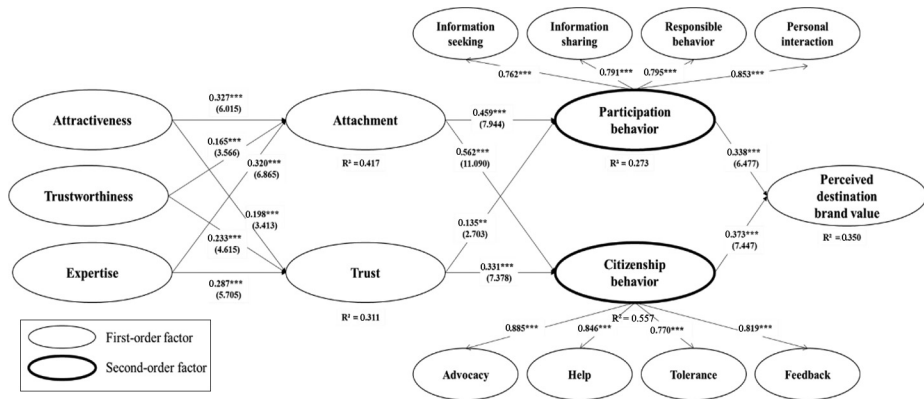 Information
seeking
Information
sharing
Responsible
behavior
Personal
interaction
0.762***
0.791***
0.795***
0.853***
Attractiveness
0.327***
(6.015)
Attachment
R² = 0.417
0.459***
(7.944)
Participation
behavior
R² = 0.273
0.165***
(3.566)
0.320***
(6.865)
0.562***
(11.090)
0.338***
(6.477)
Trustworthiness
Perceived
destination
brand value
R² = 0.350
0.198***
(3.413)
0.233***
(4.615)
0.135**
(2.703)
0.373***
(7.447)
Expertise
0.287***
(5.705)
Trust
R² = 0.311
0.331***
(7.378)
Citizenship
behavior
R² = 0.557
0.885***
0.846***
0.770***
0.819***
First-order factor
Second-order factor
Advocacy
Help
Tolerance
Feedback